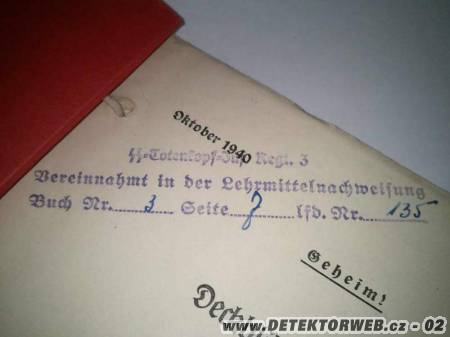 Oktober 1940
SS-Totenkopf-Inf. Regt. 3
Vereinnahmt in der Lehrmittelnachweisung
Buch Nr. 3 Seite 7 lfd. Nr. 135
Geheim!
www.DETEKTORWEB.cz - 02